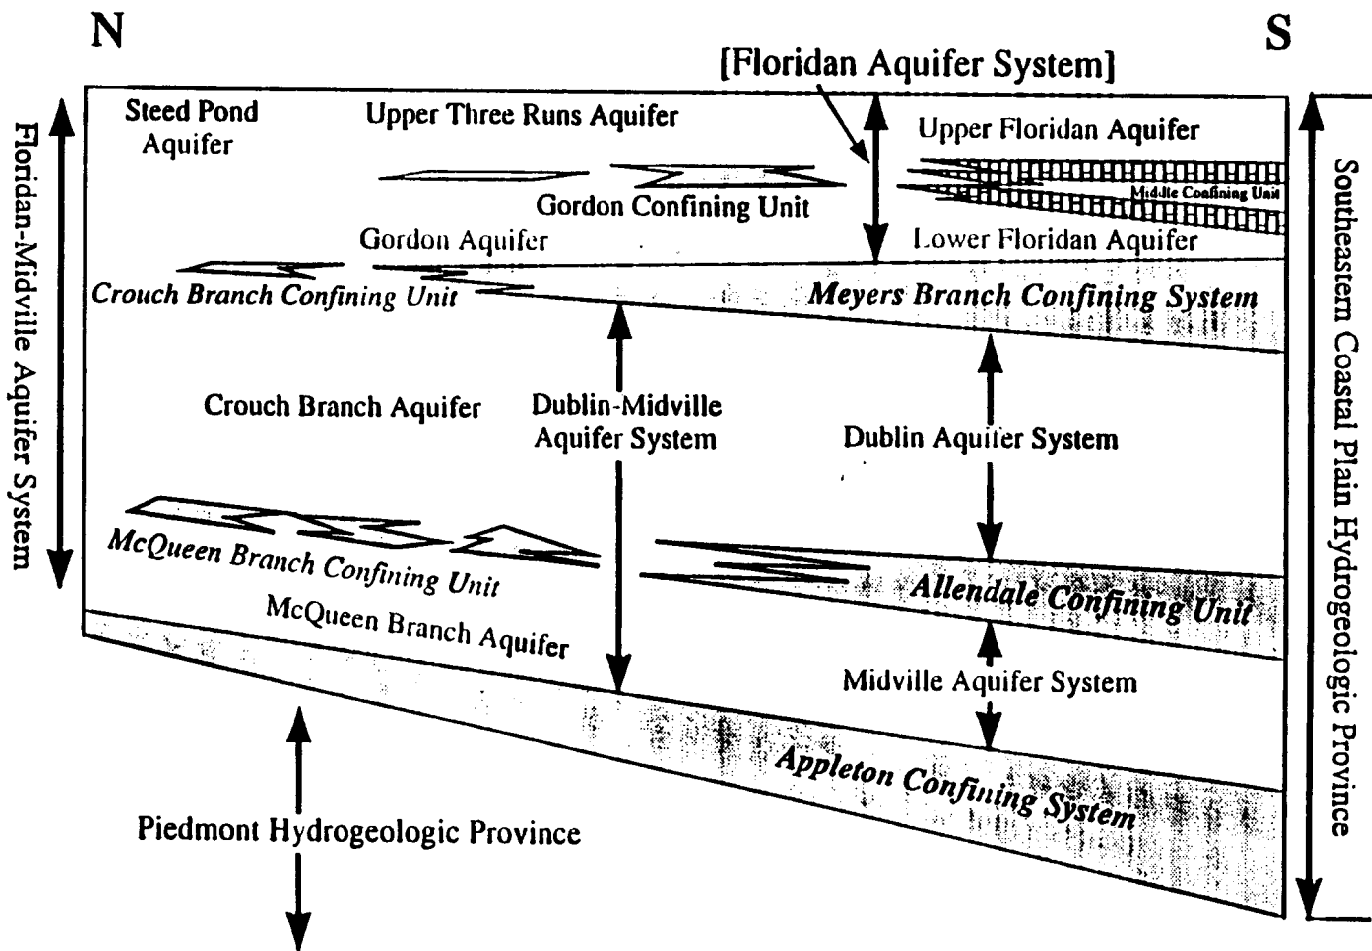 N
S
[Floridan Aquifer System]
Steed Pond
Aquifer
Upper Three Runs Aquifer
Upper Floridan Aquifer
Middle Confining Unit
Gordon Confining Unit
Gordon Aquifer
Lower Floridan Aquifer
Crouch Branch Confining Unit
Meyers Branch Confining System
Floridan-Midville Aquifer System
Southeastern Coastal Plain Hydrogeologic Province
Crouch Branch Aquifer
Dublin-Midville
Aquifer System
Dublin Aquifer System
McQueen Branch Confining Unit
Allendale Confining Unit
McQueen Branch Aquifer
Midville Aquifer System
Appleton Confining System
Piedmont Hydrogeologic Province